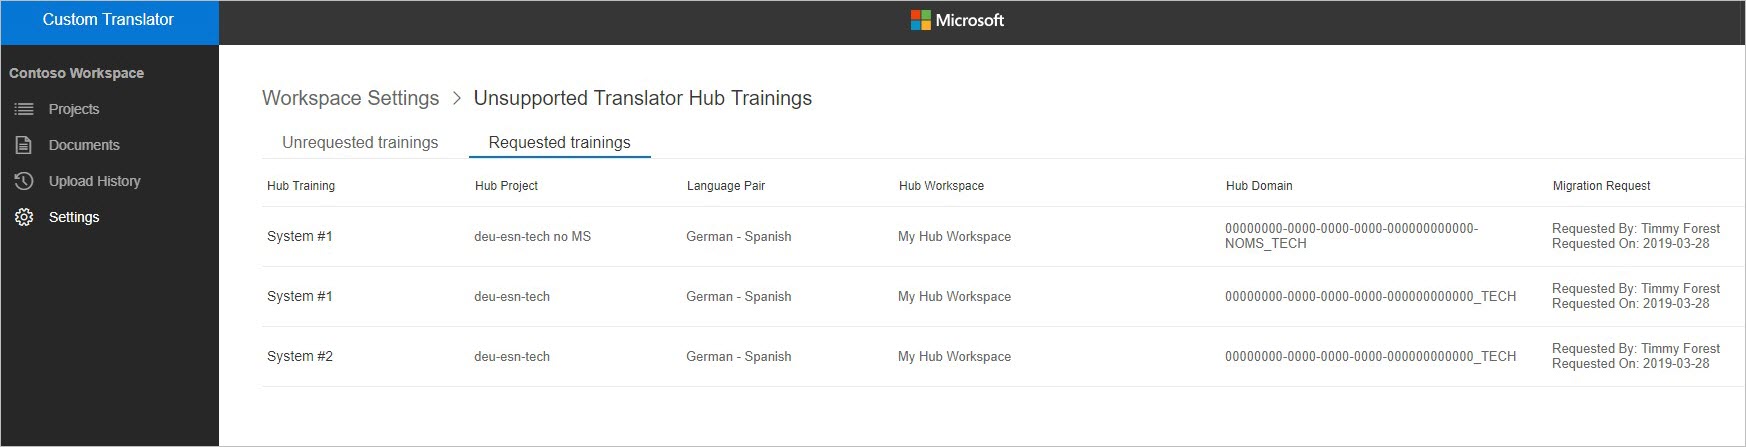 Custom Translator
Microsoft
Contoso Workspace
Projects
Documents
Upload History
Settings
Workspace Settings > Unsupported Translator Hub Trainings
Unrequested trainings Requested trainings
Hub Training Hub Project Language Pair Hub Workspace Hub Domain Migration Request
System #1 deu-esn-tech no MS German - Spanish My Hub Workspace 00000000-0000-0000-0000-000000000000- Requested By: Timmy Forest
NOMS_TECH Requested On: 2019-03-28
System #1 deu-esn-tech German - Spanish My Hub Workspace 00000000-0000-0000-0000-000000000000_TECH Requested By: Timmy Forest
Requested On: 2019-03-28
System #2 deu-esn-tech German - Spanish My Hub Workspace 00000000-0000-0000-0000-000000000000_TECH Requested By: Timmy Forest
Requested On: 2019-03-28